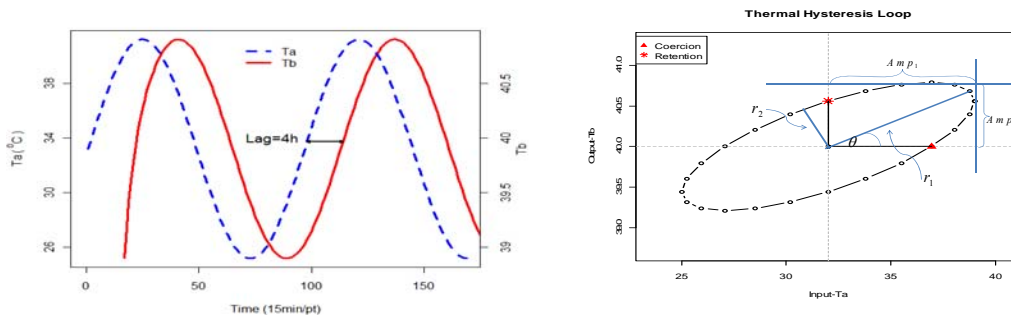 Ta
Tb
Lag=4h
Ta(⁰C)
26 30 34 38
Tb
39 39.5 40 40.5
0 50 100 150
Time (15min/pt)
Thermal Hysteresis Loop
Coercion
Retention
Amp₁
Amp
r₂
θ
r₁
Output-Tb
39.0 39.5 40.0 40.5 41.0
25 30 35 40
Input-Ta